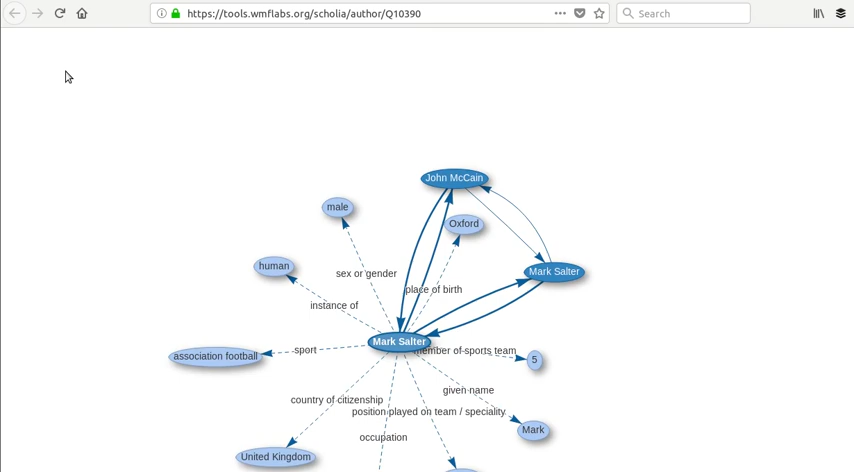 https://tools.wmflabs.org/scholia/author/Q10390
Search
John McCain
male
Oxford
human
sex or gender
Mark Salter
place of birth
instance of
Mark Salter
association football
sport
member of sports team
5
given name
country of citizenship
position played on team / speciality
Mark
occupation
United Kingdom